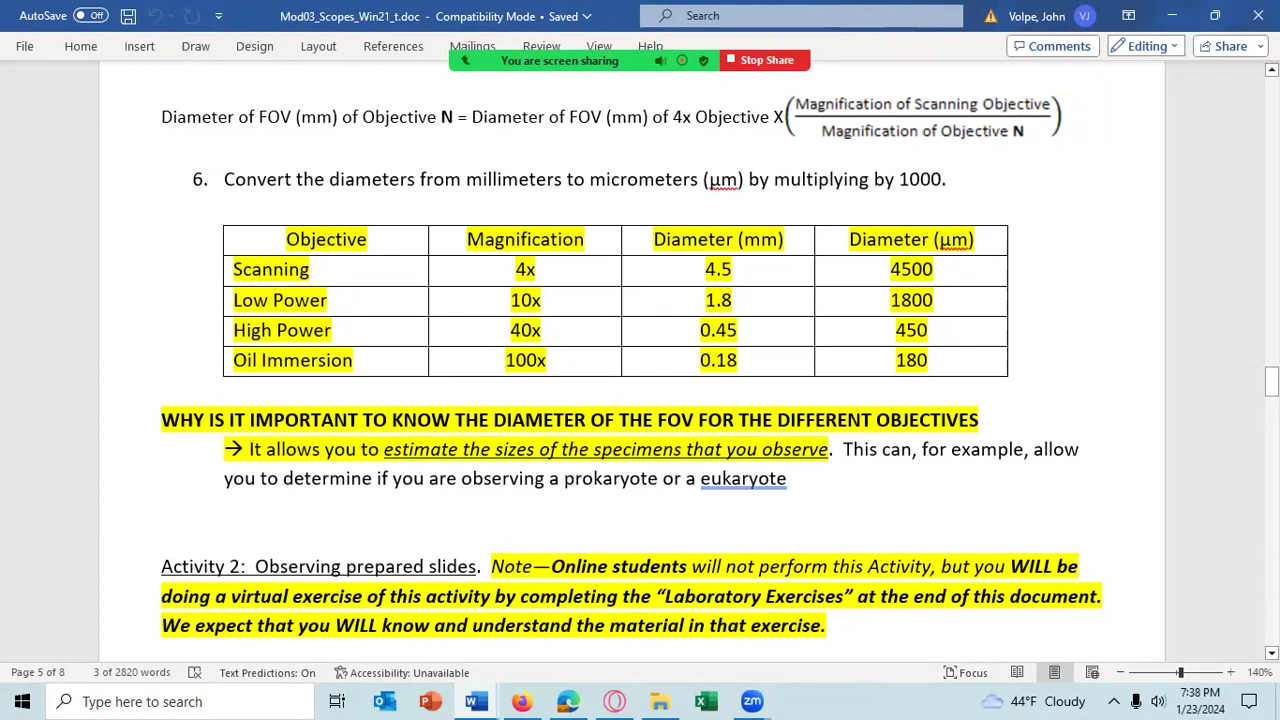 AutoSave Off Mod03_Scopes_Win21_t.doc - Compatibility Mode • Saved Search Volpe, John VJ
File Home Insert Draw Design Layout References Mailings Review View Help Comments Editing Share
You are screen sharing Stop Share
Diameter of FOV (mm) of Objective N = Diameter of FOV (mm) of 4x Objective X(Magnification of Scanning Objective
Magnification of Objective N)
6. Convert the diameters from millimeters to micrometers (µm) by multiplying by 1000.
Objective Magnification Diameter (mm) Diameter (µm)
Scanning 4x 4.5 4500
Low Power 10x 1.8 1800
High Power 40x 0.45 450
Oil Immersion 100x 0.18 180
WHY IS IT IMPORTANT TO KNOW THE DIAMETER OF THE FOV FOR THE DIFFERENT OBJECTIVES
→ It allows you to estimate the sizes of the specimens that you observe. This can, for example, allow
you to determine if you are observing a prokaryote or a eukaryote
Activity 2: Observing prepared slides. Note—Online students will not perform this Activity, but you WILL be
doing a virtual exercise of this activity by completing the “Laboratory Exercises” at the end of this document.
We expect that you WILL know and understand the material in that exercise.
Page 5 of 8 3 of 2820 words Text Predictions: On Accessibility: Unavailable Focus 140%
Type here to search 44°F Cloudy 7:38 PM
1/23/2024